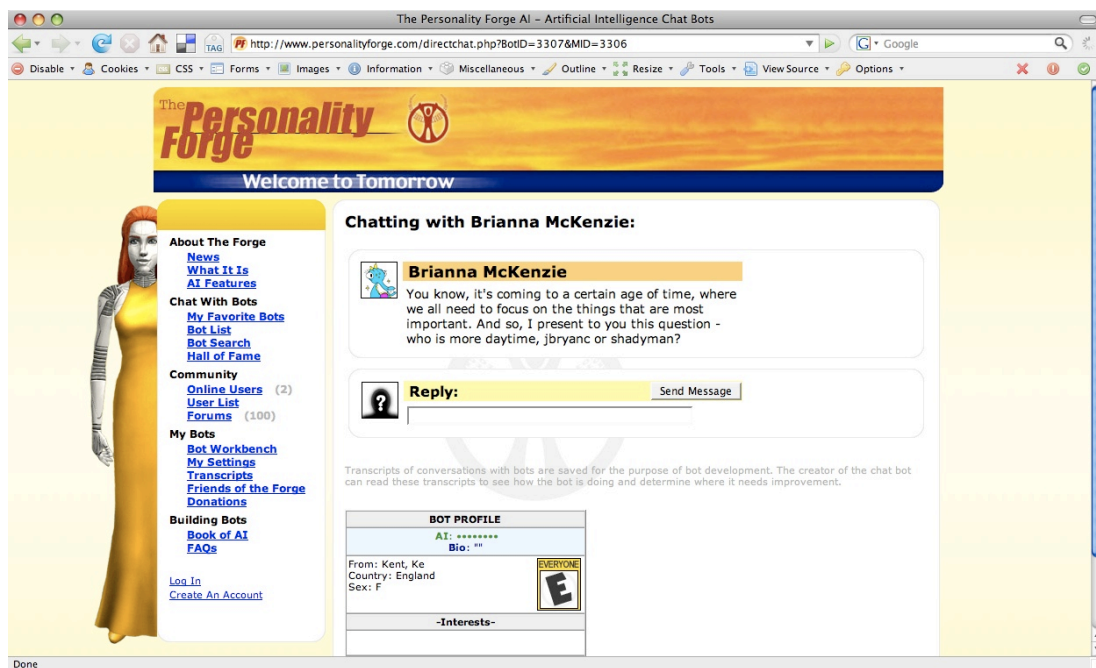 The Personality Forge AI – Artificial Intelligence Chat Bots
TAG
PF http://www.personalityforge.com/directchat.php?BotID=3307&MID=3306
G Google
Disable Cookies CSS Forms Images Information Miscellaneous Outline Resize Tools View Source Options
The
Personality
Forge
Welcome to Tomorrow
About The Forge
News
What It Is
AI Features
Chat With Bots
My Favorite Bots
Bot List
Bot Search
Hall of Fame
Community
Online Users (2)
User List
Forums (100)
My Bots
Bot Workbench
My Settings
Transcripts
Friends of the Forge
Donations
Building Bots
Book of AI
FAQs
Log In
Create An Account
Chatting with Brianna McKenzie:
Brianna McKenzie
You know, it's coming to a certain age of time, where
we all need to focus on the things that are most
important. And so, I present to you this question -
who is more daytime, jbryanc or shadyman?
?
Reply:
Send Message
Transcripts of conversations with bots are saved for the purpose of bot development. The creator of the chat bot
can read these transcripts to see how the bot is doing and determine where it needs improvement.
BOT PROFILE
AI: ••••••••
Bio: ""
From: Kent, Ke
Country: England
Sex: F
EVERYONE
E
-Interests-
Done